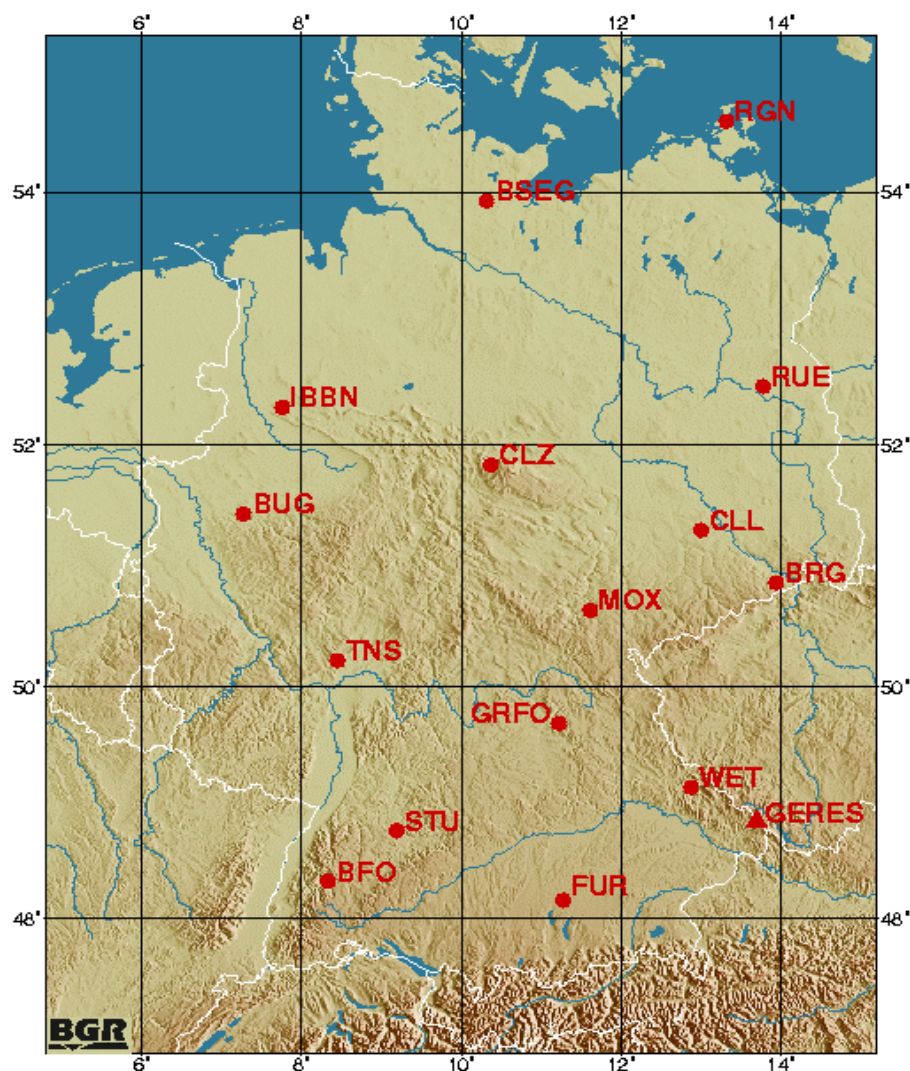 6° 8° 10° 12° 14°
RGN
54° 54°
BSEG
RUE
IBBN
52° 52°
CLZ
BUG
CLL
BRG
MOX
TNS
50° 50°
GRFO
WET
GERES
STU
BFO
FUR
48° 48°
BGR
6° 8° 10° 12° 14°